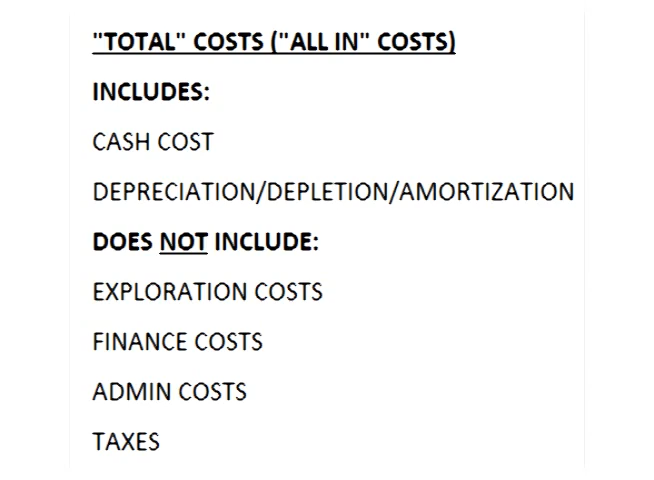 "TOTAL" COSTS ("ALL IN" COSTS)
INCLUDES:
CASH COST
DEPRECIATION/DEPLETION/AMORTIZATION
DOES NOT INCLUDE:
EXPLORATION COSTS
FINANCE COSTS
ADMIN COSTS
TAXES